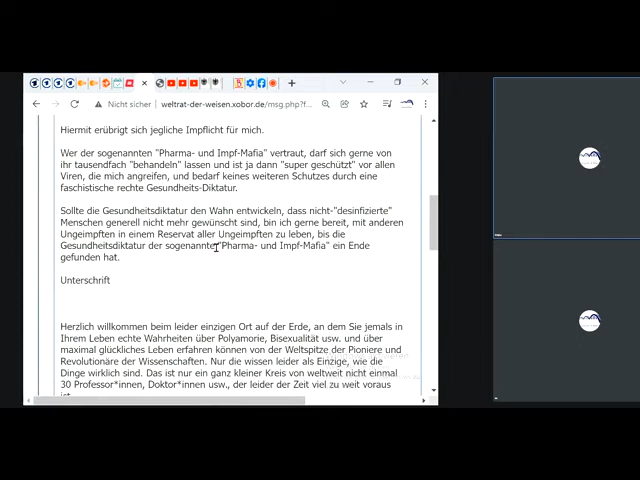 Nicht sicher | weltrat-der-weisen.xobor.de/msg.php?f...
Hiermit erübrigt sich jegliche Impflicht für mich.
Wer der sogenannten "Pharma- und Impf-Mafia" vertraut, darf sich gerne von
ihr tausendfach "behandeln" lassen und ist ja dann "super geschützt" vor allen
Viren, die mich angreifen, und bedarf keines weiteren Schutzes durch eine
faschistische rechte Gesundheits-Diktatur.
Sollte die Gesundheitsdiktatur den Wahn entwickeln, dass nicht-"desinfizierte"
Menschen generell nicht mehr gewünscht sind, bin ich gerne bereit, mit anderen
Ungeimpften in einem Reservat aller Ungeimpften zu leben, bis die
Gesundheitsdiktatur der sogenannten "Pharma- und Impf-Mafia" ein Ende
gefunden hat.
Unterschrift
Herzlich willkommen beim leider einzigen Ort auf der Erde, an dem Sie jemals in
Ihrem Leben echte Wahrheiten über Polyamorie, Bisexualität usw. und über
maximal glückliches Leben erfahren können von der Weltspitze der Pioniere und
Revolutionäre der Wissenschaften. Nur die wissen leider als Einzige, wie die
Dinge wirklich sind. Das ist nur ein ganz kleiner Kreis von weltweit nicht einmal
30 Professor*innen, Doktor*innen usw., der leider der Zeit viel zu weit voraus